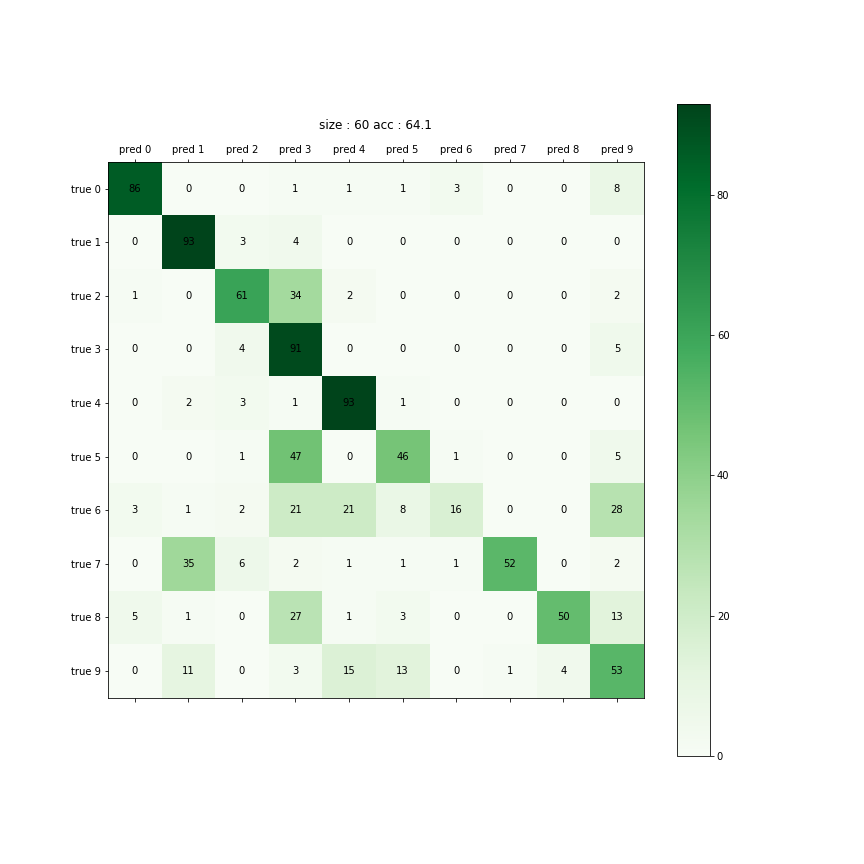 size : 60 acc : 64.1
pred 0 pred 1 pred 2 pred 3 pred 4 pred 5 pred 6 pred 7 pred 8 pred 9
true 0 86 0 0 1 1 1 3 0 0 8
true 1 0 93 3 4 0 0 0 0 0 0
true 2 1 0 61 34 2 0 0 0 0 2
true 3 0 0 4 91 0 0 0 0 0 5
true 4 0 2 3 1 93 1 0 0 0 0
true 5 0 0 1 47 0 46 1 0 0 5
true 6 3 1 2 21 21 8 16 0 0 28
true 7 0 35 6 2 1 1 1 52 0 2
true 8 5 1 0 27 1 3 0 0 50 13
true 9 0 11 0 3 15 13 0 1 4 53
80
60
40
20
0